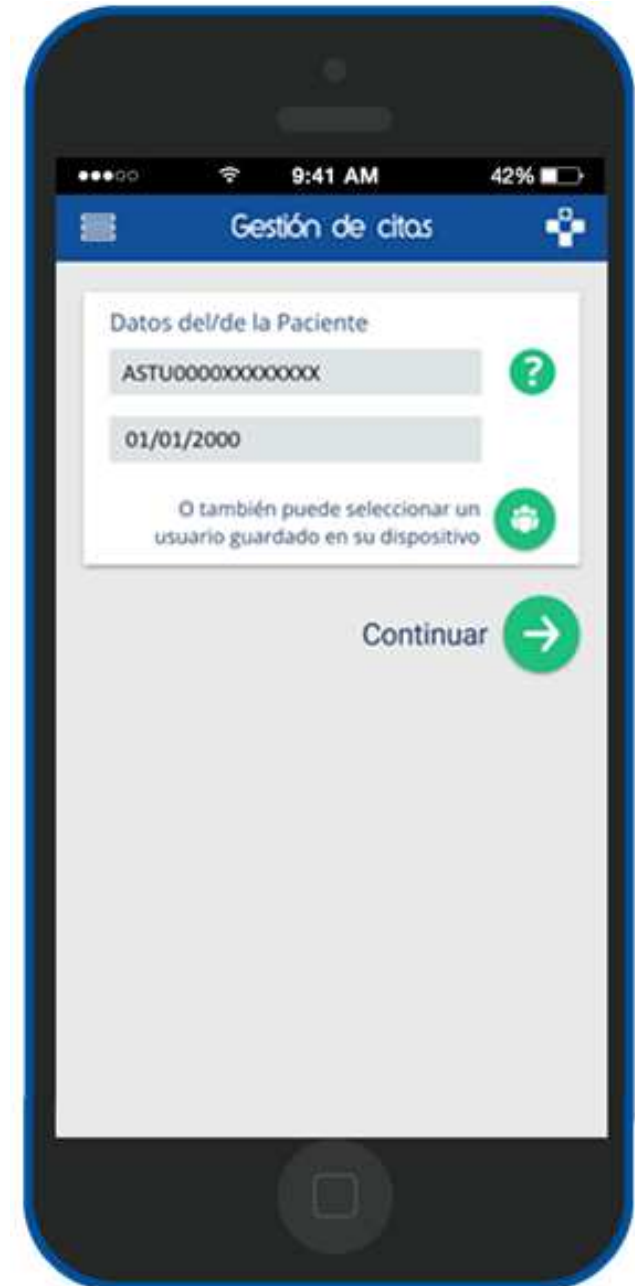 9:41 AM
42%
Gestión de citas
Datos del/de la Paciente
ASTU0000XXXXXXXX
?
01/01/2000
O también puede seleccionar un
usuario guardado en su dispositivo
Continuar